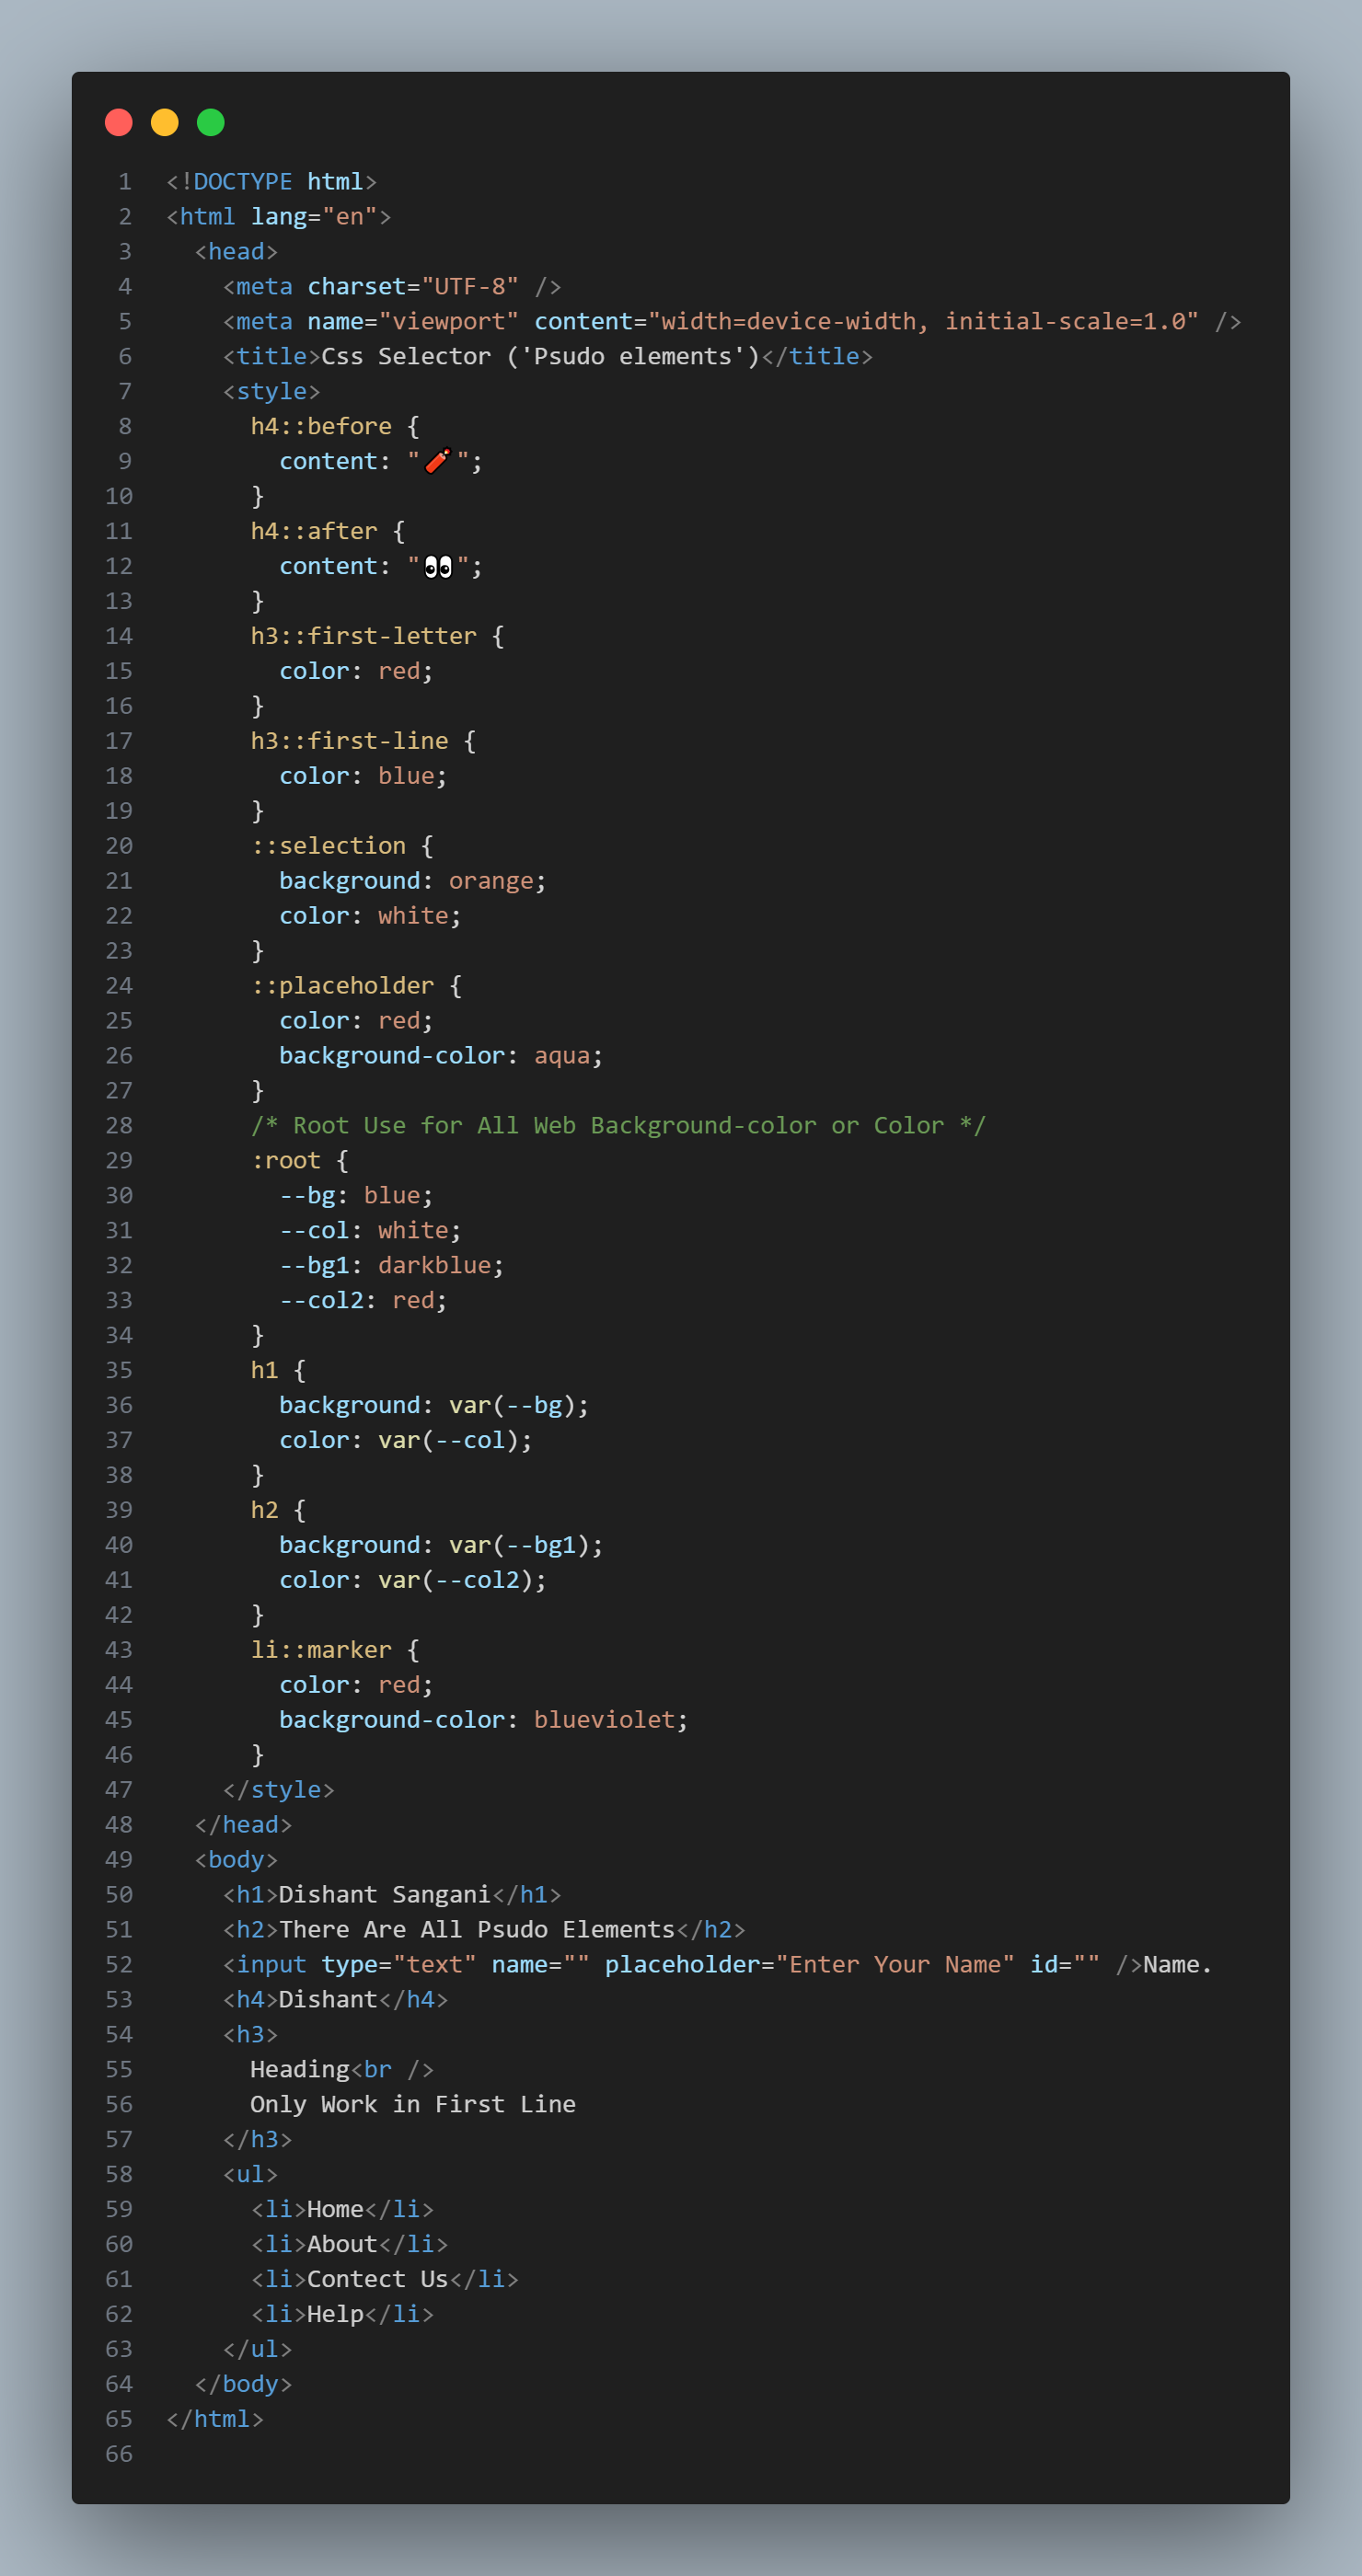 1 <!DOCTYPE html>
2 <html lang="en">
3   <head>
4     <meta charset="UTF-8" />
5     <meta name="viewport" content="width=device-width, initial-scale=1.0" />
6     <title>Css Selector ('Psudo elements')</title>
7     <style>
8       h4::before {
9         content: "🧨";
10       }
11       h4::after {
12         content: "👀";
13       }
14       h3::first-letter {
15         color: red;
16       }
17       h3::first-line {
18         color: blue;
19       }
20       ::selection {
21         background: orange;
22         color: white;
23       }
24       ::placeholder {
25         color: red;
26         background-color: aqua;
27       }
28       /* Root Use for All Web Background-color or Color */
29       :root {
30         --bg: blue;
31         --col: white;
32         --bg1: darkblue;
33         --col2: red;
34       }
35       h1 {
36         background: var(--bg);
37         color: var(--col);
38       }
39       h2 {
40         background: var(--bg1);
41         color: var(--col2);
42       }
43       li::marker {
44         color: red;
45         background-color: blueviolet;
46       }
47     </style>
48   </head>
49   <body>
50     <h1>Dishant Sangani</h1>
51     <h2>There Are All Psudo Elements</h2>
52     <input type="text" name="" placeholder="Enter Your Name" id="" />Name.
53     <h4>Dishant</h4>
54     <h3>
55       Heading<br />
56       Only Work in First Line
57     </h3>
58     <ul>
59       <li>Home</li>
60       <li>About</li>
61       <li>Contect Us</li>
62       <li>Help</li>
63     </ul>
64   </body>
65 </html>
66